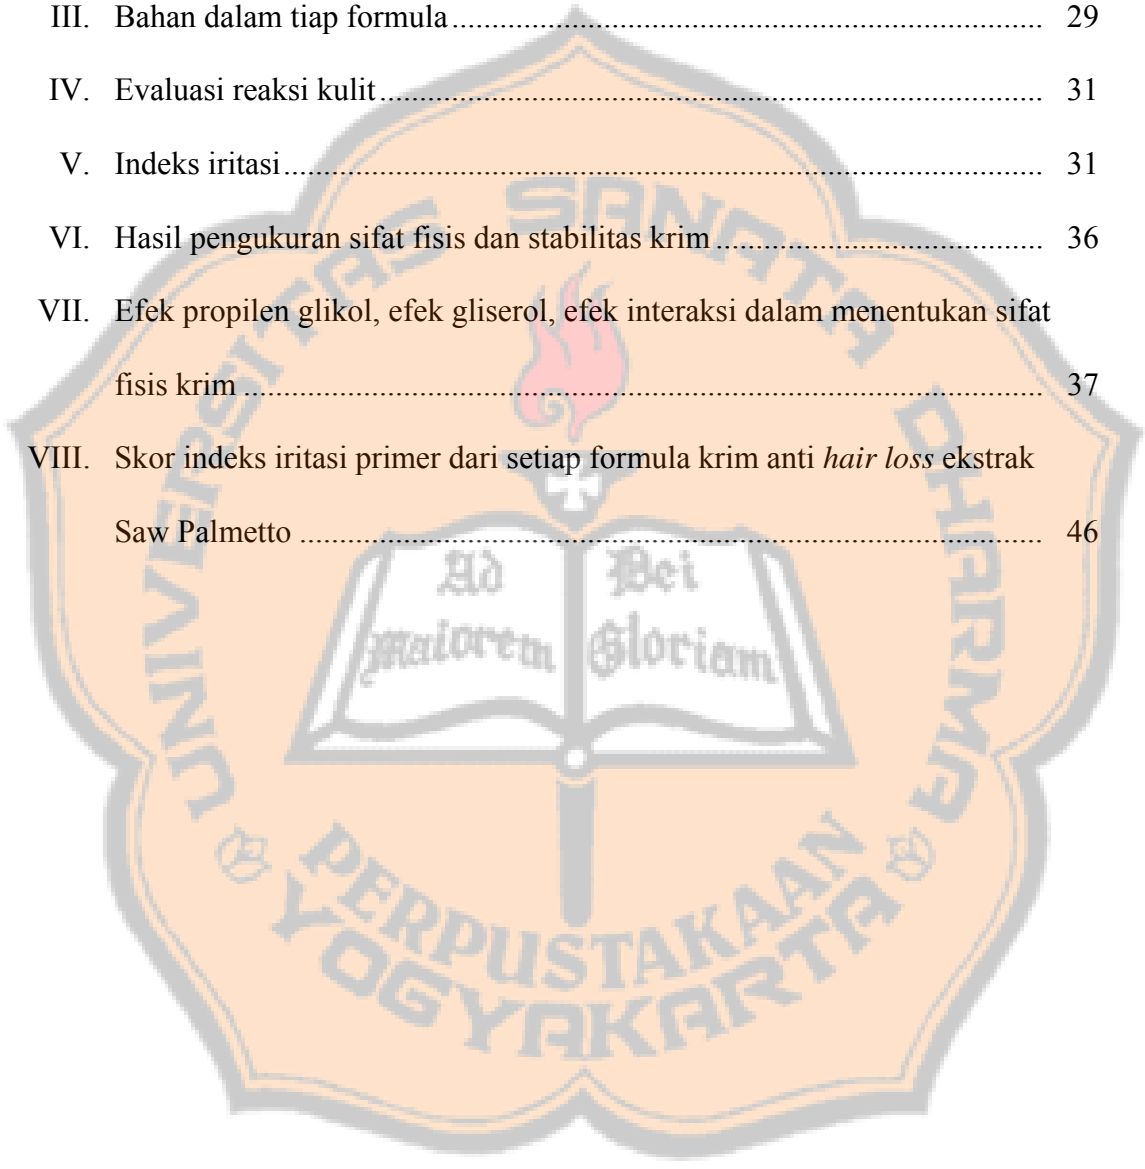 III. Bahan dalam tiap formula........................................................................... 29
IV. Evaluasi reaksi kulit.................................................................................... 31
V. Indeks iritasi................................................................................................ 31
VI. Hasil pengukuran sifat fisis dan stabilitas krim......................................... 36
VII. Efek propilen glikol, efek gliserol, efek interaksi dalam menentukan sifat
fisis krim...................................................................................................... 37
VIII. Skor indeks iritasi primer dari setiap formula krim anti hair loss ekstrak
Saw Palmetto.............................................................................................. 46
UNIVERSITAS SANATA DHARMA
Ad Dei
maiorem Gloriam
PERPUSTAKAAN
YOGYAKARTA